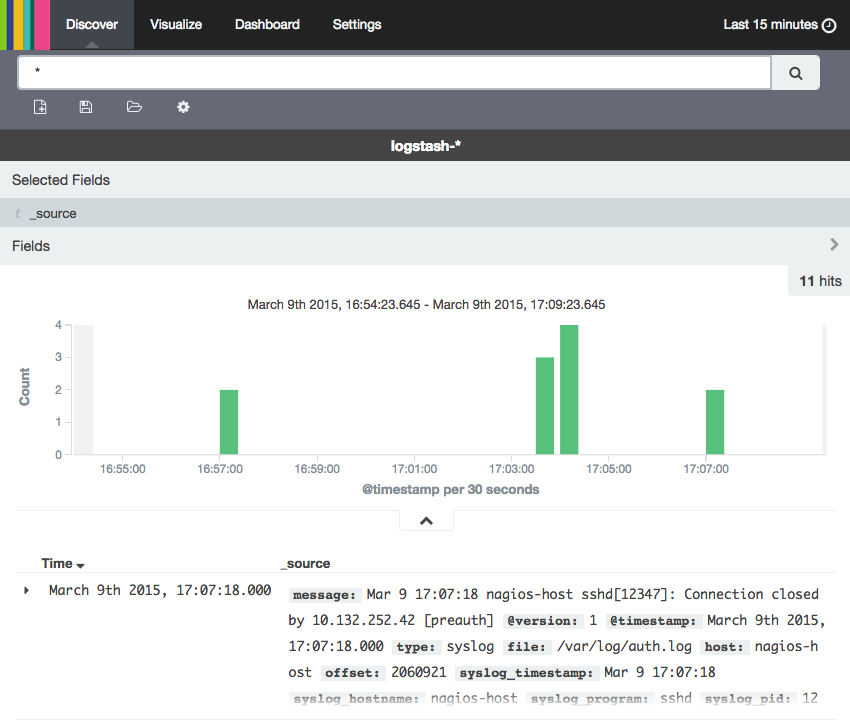 Discover Visualize Dashboard Settings Last 15 minutes
*
logstash-*
Selected Fields
t _source
Fields
11 hits
March 9th 2015, 16:54:23.645 - March 9th 2015, 17:09:23.645
4
3
2
1
0
Count
16:55:00 16:57:00 16:59:00 17:01:00 17:03:00 17:05:00 17:07:00
@timestamp per 30 seconds
Time _source
March 9th 2015, 17:07:18.000 message: Mar 9 17:07:18 nagios-host sshd[12347]: Connection closed
by 10.132.252.42 [preauth] @version: 1 @timestamp: March 9th 2015,
17:07:18.000 type: syslog file: /var/log/auth.log host: nagios-h
ost offset: 2060921 syslog_timestamp: Mar 9 17:07:18
syslog_hostname: nagios-host syslog_program: sshd syslog_pid: 12